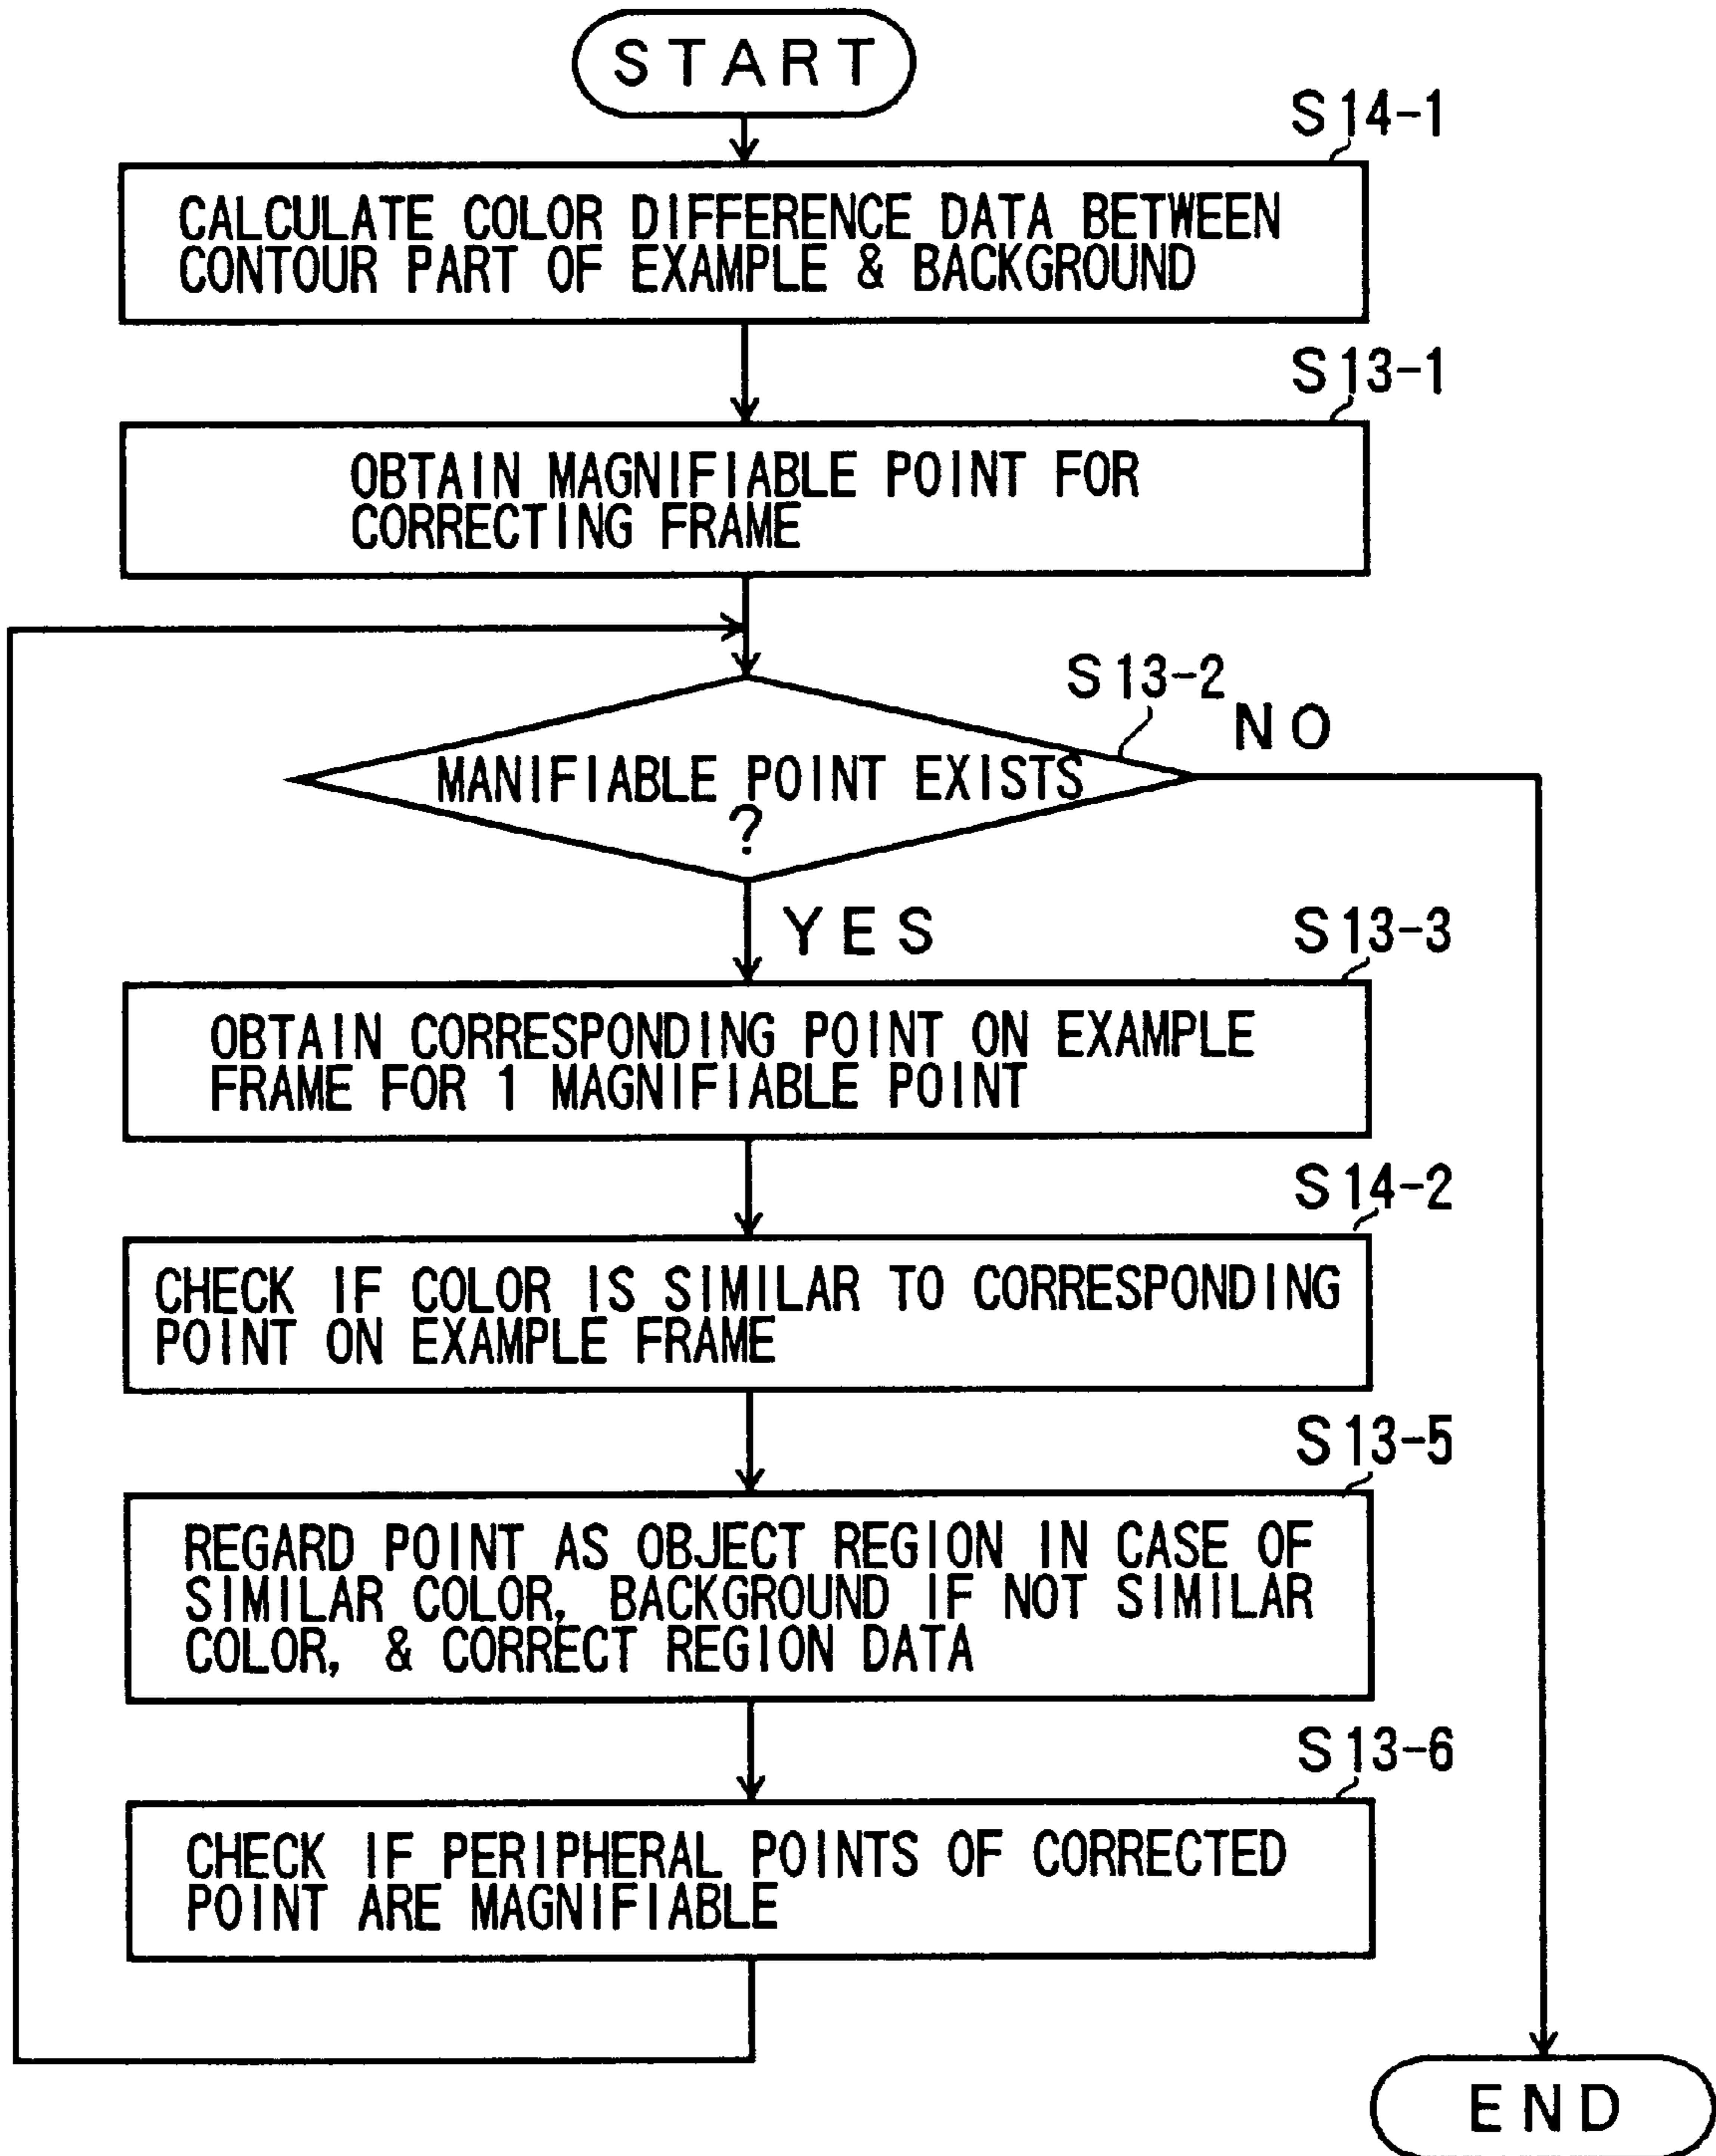 START
S14-1
CALCULATE COLOR DIFFERENCE DATA BETWEEN
CONTOUR PART OF EXAMPLE & BACKGROUND
S13-1
OBTAIN MAGNIFIABLE POINT FOR
CORRECTING FRAME
S13-2
NO
MANIFIABLE POINT EXISTS
?
YES
S13-3
OBTAIN CORRESPONDING POINT ON EXAMPLE
FRAME FOR 1 MAGNIFIABLE POINT
S14-2
CHECK IF COLOR IS SIMILAR TO CORRESPONDING
POINT ON EXAMPLE FRAME
S13-5
REGARD POINT AS OBJECT REGION IN CASE OF
SIMILAR COLOR, BACKGROUND IF NOT SIMILAR
COLOR, & CORRECT REGION DATA
S13-6
CHECK IF PERIPHERAL POINTS OF CORRECTED
POINT ARE MAGNIFIABLE
END